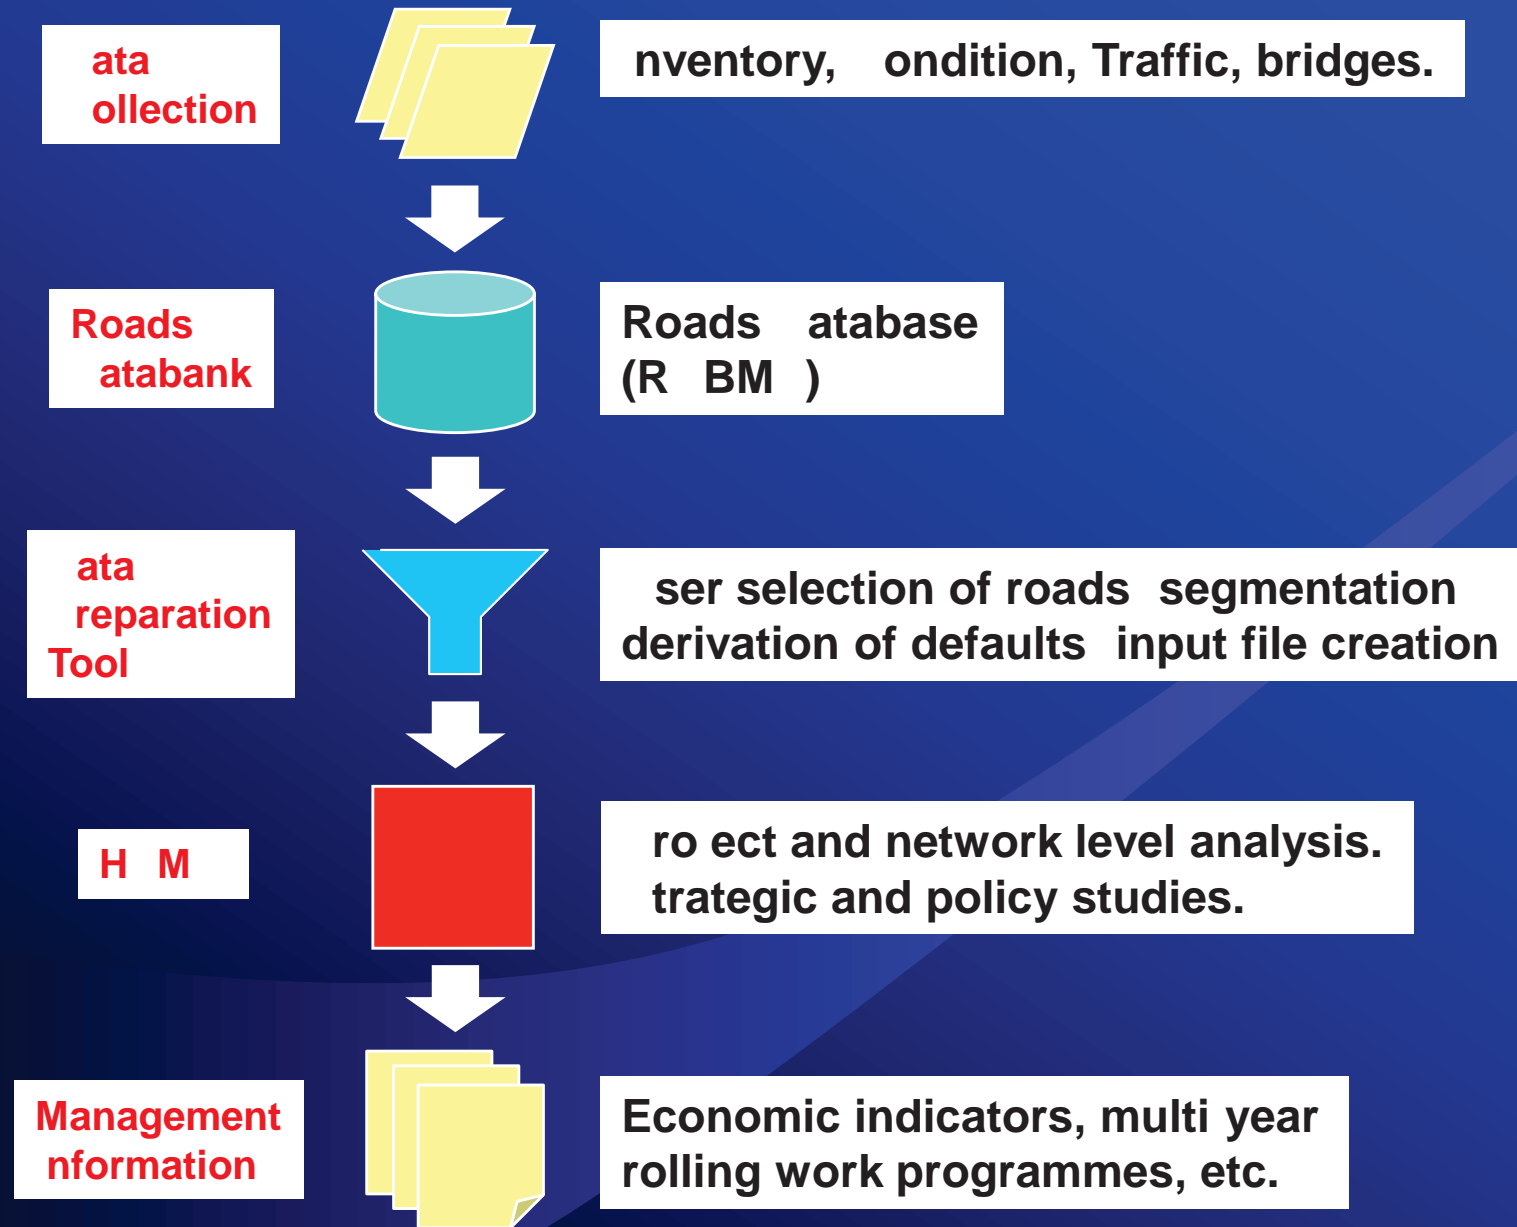 ata
ollection
nventory, ondition, Traffic, bridges.
Roads
atabank
Roads atabase
(R BM )
ata
reparation
Tool
ser selection of roads segmentation
derivation of defaults input file creation
H M
ro ect and network level analysis.
trategic and policy studies.
Management
nformation
Economic indicators, multi year
rolling work programmes, etc.